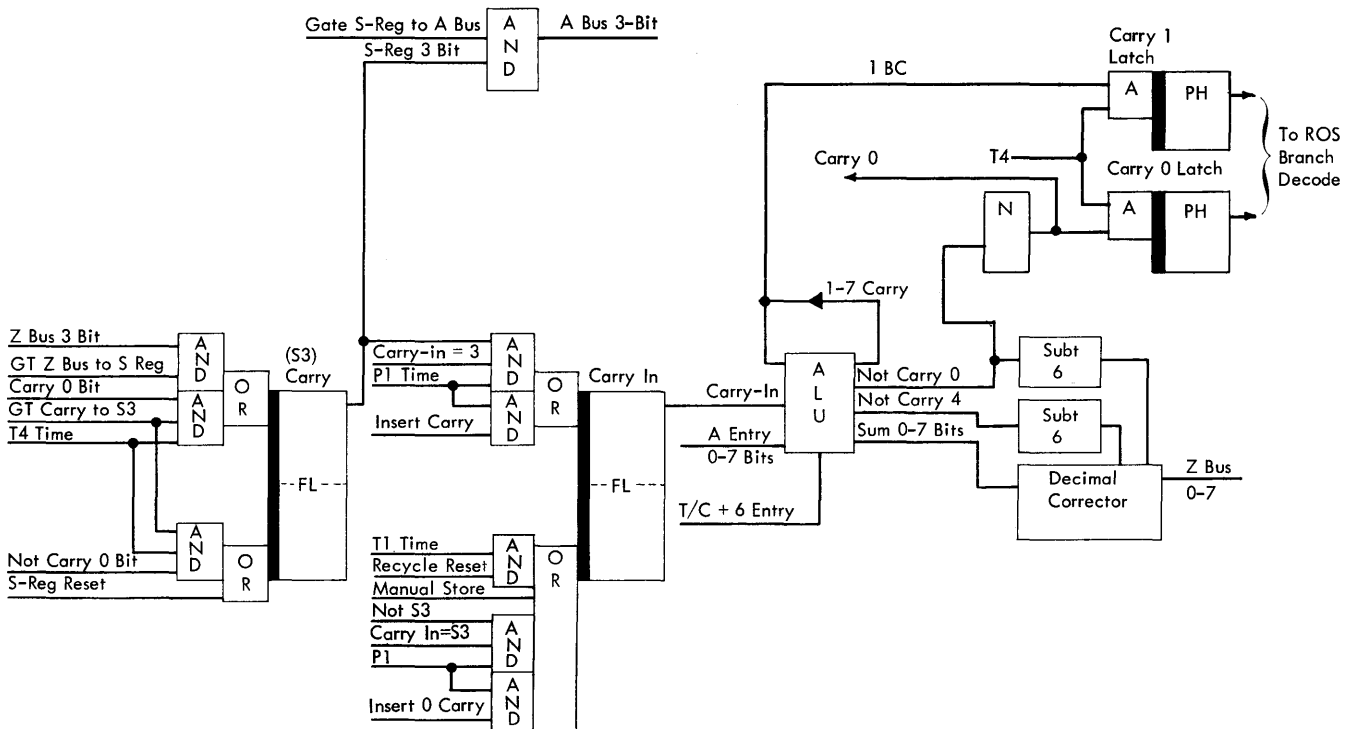 Gate S-Reg to A Bus
S-Reg 3 Bit
AND
A Bus 3-Bit
Carry 1
Latch
1 BC
A
PH
T4
Carry 0
Carry 0 Latch
N
A
PH
To ROS
Branch
Decode
1-7 Carry
Z Bus 3 Bit
GT Z Bus to S Reg
Carry 0 Bit
GT Carry to S3
T4 Time
AND
AND
OR
(S3)
Carry
FL
Not Carry 0 Bit
S-Reg Reset
AND
OR
Carry-in = 3
P1 Time
Insert Carry
AND
AND
OR
Carry In
FL
T1 Time
Recycle Reset
Manual Store
Not S3
Carry In=S3
P1
Insert 0 Carry
AND
AND
AND
OR
Carry-In
A Entry
0-7 Bits
T/C + 6 Entry
ALU
Not Carry 0
Not Carry 4
Sum 0-7 Bits
Subt
6
Subt
6
Decimal
Corrector
Z Bus
0-7